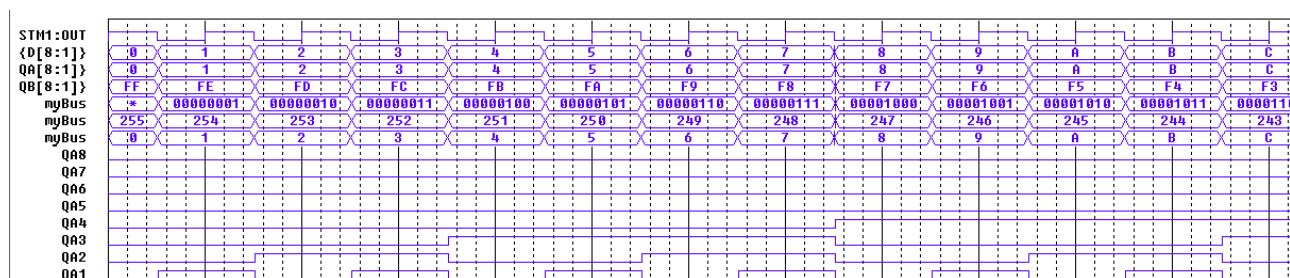 STM1:OUT
{D[8:1]} 0 1 2 3 4 5 6 7 8 9 A B C
QA[8:1]} 0 1 2 3 4 5 6 7 8 9 A B C
QB[8:1]} FF FE FD FC FB FA F9 F8 F7 F6 F5 F4 F3
myBus * 00000001 00000010 00000011 00000100 00000101 00000110 00000111 00001000 00001001 00001010 00001011 0000110
myBus 255 254 253 252 251 250 249 248 247 246 245 244 243
myBus 0 1 2 3 4 5 6 7 8 9 A B C
QA8
QA7
QA6
QA5
QA4
QA3
QA2
QA1